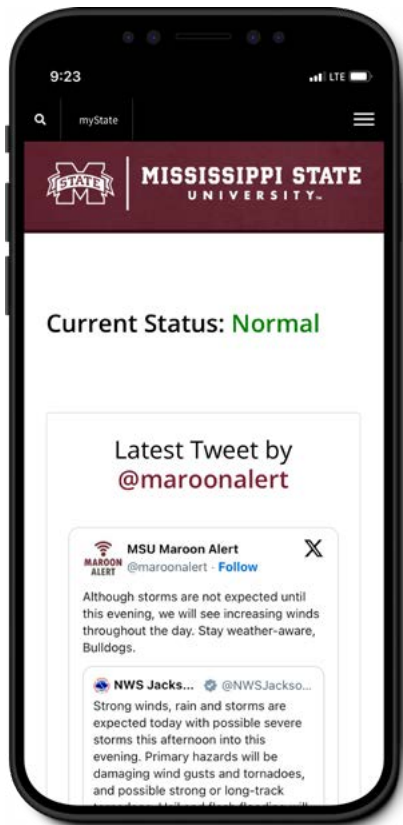 9:23
LTE
myState
STATE
MISSISSIPPI STATE
UNIVERSITY™
Current Status: Normal
Latest Tweet by
@maroonalert
MAROON
ALERT
MSU Maroon Alert
@maroonalert · Follow
Although storms are not expected until
this evening, we will see increasing winds
throughout the day. Stay weather-aware,
Bulldogs.
NWS Jacks... @NWSJackso...
Strong winds, rain and storms are
expected today with possible severe
storms this afternoon into this
evening. Primary hazards will be
damaging wind gusts and tornadoes,
and possible strong or long-track